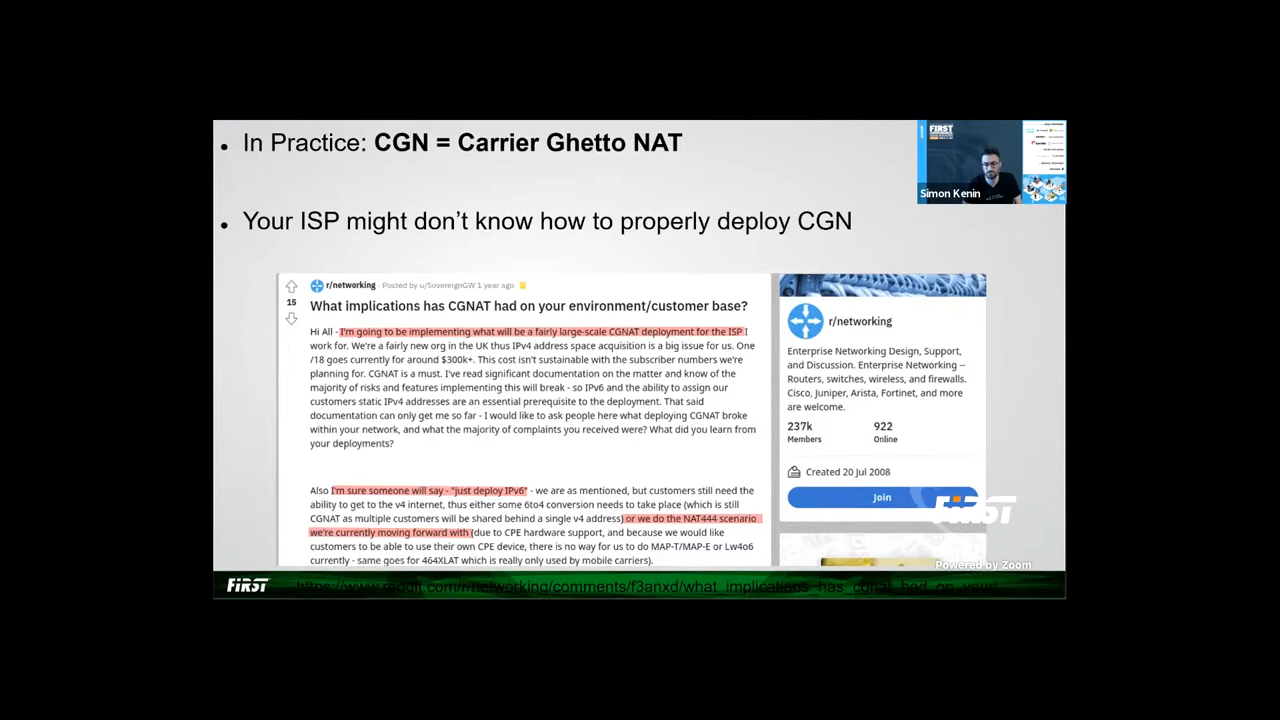 In Practice: CGN = Carrier Ghetto NAT
Your ISP might don't know how to properly deploy CGN
FIRST
Simon Kenin
15
r/networking · Posted by u/SovereignGW 1 year ago
What implications has CGNAT had on your environment/customer base?
Hi All - I'm going to be implementing what will be a fairly large-scale CGNAT deployment for the ISP I
work for. We're a fairly new org in the UK thus IPv4 address space acquisition is a big issue for us. One
/18 goes currently for around $300k+. This cost isn't sustainable with the subscriber numbers we're
planning for. CGNAT is a must. I've read significant documentation on the matter and know of the
majority of risks and features implementing this will break - so IPv6 and the ability to assign our
customers static IPv4 addresses are an essential prerequisite to the deployment. That said
documentation can only get me so far - I would like to ask people here what deploying CGNAT broke
within your network, and what the majority of complaints you received were? What did you learn from
your deployments?
Also I'm sure someone will say - "just deploy IPv6" - we are as mentioned, but customers still need the
ability to get to the v4 internet, thus either some 6to4 conversion needs to take place (which is still
CGNAT as multiple customers will be shared behind a single v4 address) or we do the NAT444 scenario
we're currently moving forward with (due to CPE hardware support, and because we would like
customers to be able to use their own CPE device, there is no way for us to do MAP-T/MAP-E or Lw4o6
currently - same goes for 464XLAT which is really only used by mobile carriers).
r/networking
Enterprise Networking Design, Support,
and Discussion. Enterprise Networking --
Routers, switches, wireless, and firewalls.
Cisco, Juniper, Arista, Fortinet, and more
are welcome.
237k 922
Members Online
Created 20 Jul 2008
Join
FIRST
Powered by Zoom
FIRST
https://www.reddit.com/r/networking/comments/f3anxd/what_implications_has_cgnat_had_on_your/